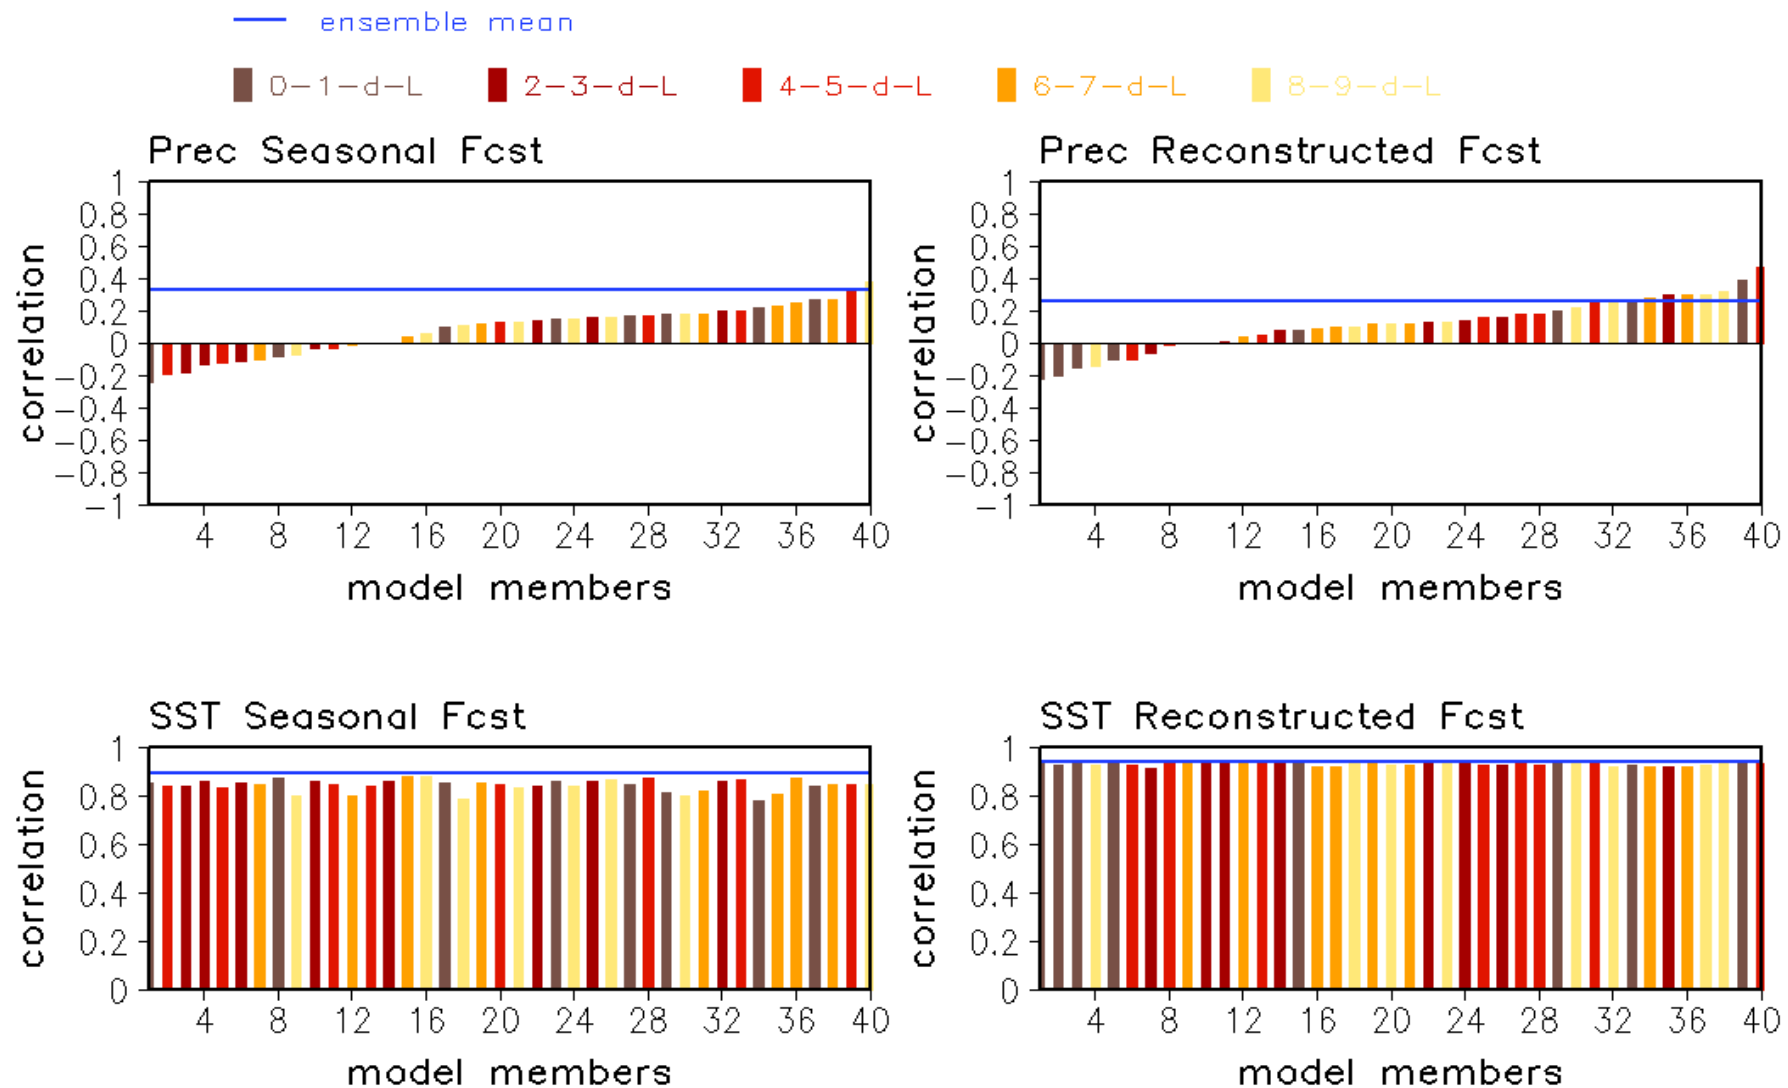 ensemble mean
0-1-d-L 2-3-d-L 4-5-d-L 6-7-d-L 8-9-d-L
Prec Seasonal Fcst
1
0.8
0.6
0.4
0.2
0
-0.2
-0.4
-0.6
-0.8
-1
correlation
4 8 12 16 20 24 28 32 36 40
model members
Prec Reconstructed Fcst
1
0.8
0.6
0.4
0.2
0
-0.2
-0.4
-0.6
-0.8
-1
correlation
4 8 12 16 20 24 28 32 36 40
model members
SST Seasonal Fcst
1
0.8
0.6
0.4
0.2
0
correlation
4 8 12 16 20 24 28 32 36 40
model members
SST Reconstructed Fcst
1
0.8
0.6
0.4
0.2
0
correlation
4 8 12 16 20 24 28 32 36 40
model members